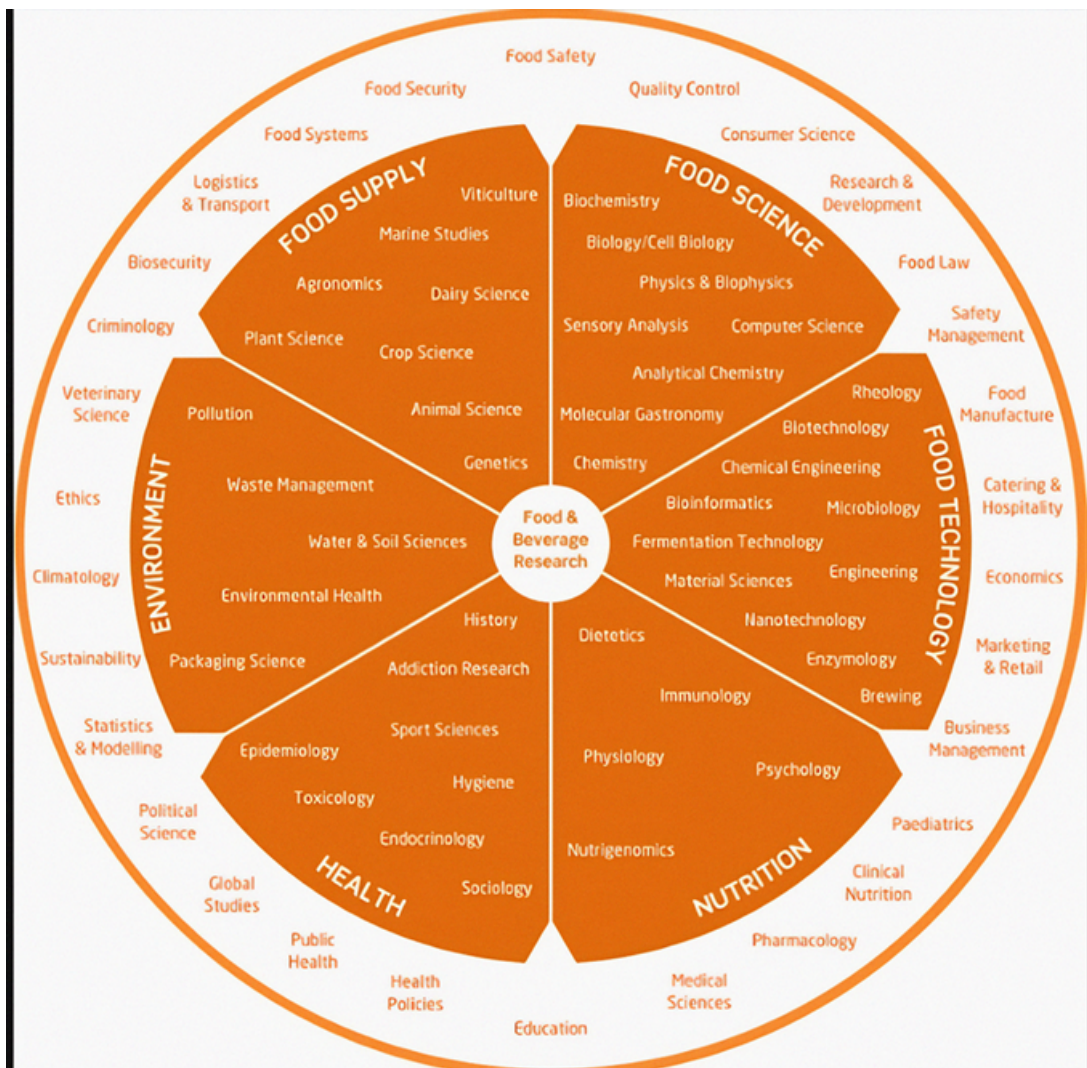 Food Safety
Food Security
Quality Control
Food Systems
Consumer Science
Logistics
& Transport
Research &
Development
Biosecurity
Food Law
Criminology
Safety
Management
Veterinary
Science
Food
Manufacture
Ethics
Catering &
Hospitality
Climatology
Economics
Sustainability
Marketing
& Retail
Statistics
& Modelling
Business
Management
Political
Science
Paediatrics
Global
Studies
Clinical
Nutrition
Public
Health
Pharmacology
Health
Policies
Medical
Sciences
Education
FOOD SUPPLY
Viticulture
Marine Studies
Agronomics
Dairy Science
Plant Science
Crop Science
Animal Science
Genetics
FOOD SCIENCE
Biochemistry
Biology/Cell Biology
Physics & Biophysics
Sensory Analysis
Computer Science
Analytical Chemistry
Molecular Gastronomy
Chemistry
FOOD TECHNOLOGY
Rheology
Biotechnology
Chemical Engineering
Bioinformatics
Microbiology
Fermentation Technology
Material Sciences
Engineering
Nanotechnology
Enzymology
Brewing
NUTRITION
Dietetics
Immunology
Physiology
Psychology
Nutrigenomics
HEALTH
History
Addiction Research
Sport Sciences
Epidemiology
Hygiene
Toxicology
Endocrinology
Sociology
ENVIRONMENT
Pollution
Waste Management
Water & Soil Sciences
Environmental Health
Packaging Science
Food &
Beverage
Research